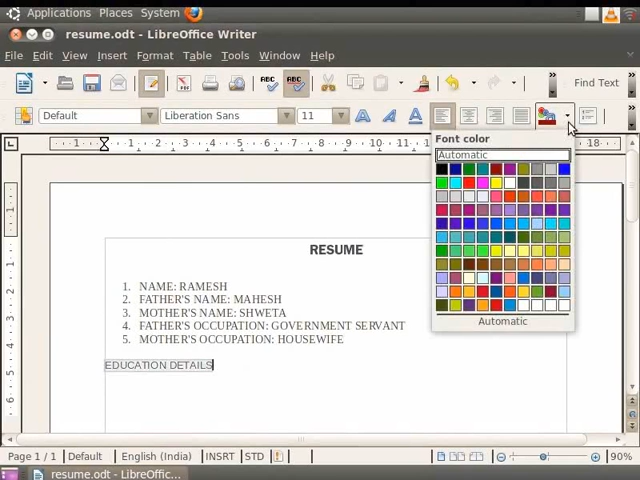 Applications Places System
resume.odt - LibreOffice Writer
File Edit View Insert Format Table Tools Window Help
Find Text
Default Liberation Sans 11
Font color
Automatic
Automatic
RESUME
1. NAME: RAMESH
2. FATHER'S NAME: MAHESH
3. MOTHER'S NAME: SHWETA
4. FATHER'S OCCUPATION: GOVERNMENT SERVANT
5. MOTHER'S OCCUPATION: HOUSEWIFE
EDUCATION DETAILS
Page 1 / 1 Default English (India) INSRT STD 90%
resume.odt - LibreOffic...